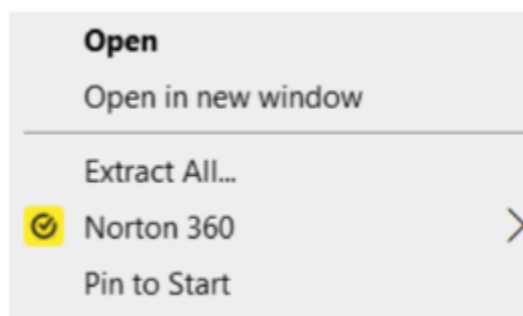 Open
Open in new window
Extract All...
Norton 360
Pin to Start